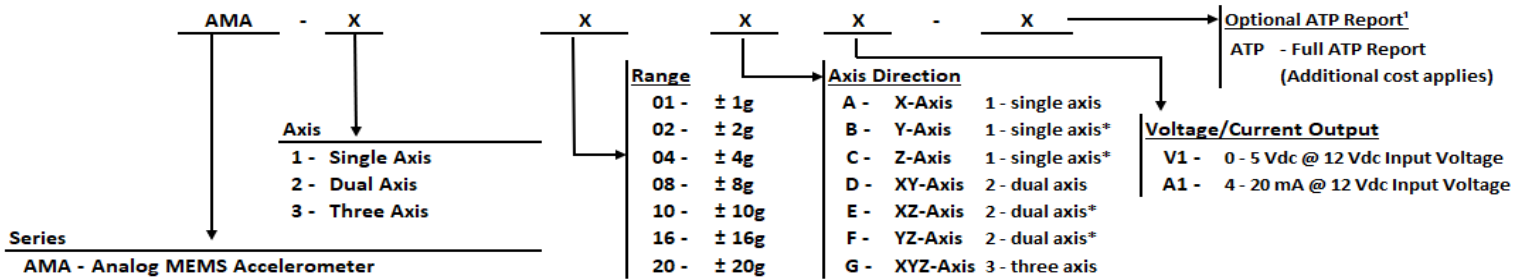 AMA - X X X X - X
Optional ATP Report¹
ATP - Full ATP Report
(Additional cost applies)
Range
01 - ± 1g
02 - ± 2g
04 - ± 4g
08 - ± 8g
10 - ± 10g
16 - ± 16g
20 - ± 20g
Axis Direction
A - X-Axis 1 - single axis
B - Y-Axis 1 - single axis*
C - Z-Axis 1 - single axis*
D - XY-Axis 2 - dual axis
E - XZ-Axis 2 - dual axis*
F - YZ-Axis 2 - dual axis*
G - XYZ-Axis 3 - three axis
Voltage/Current Output
V1 - 0 - 5 Vdc @ 12 Vdc Input Voltage
A1 - 4 - 20 mA @ 12 Vdc Input Voltage
Axis
1 - Single Axis
2 - Dual Axis
3 - Three Axis
Series
AMA - Analog MEMS Accelerometer